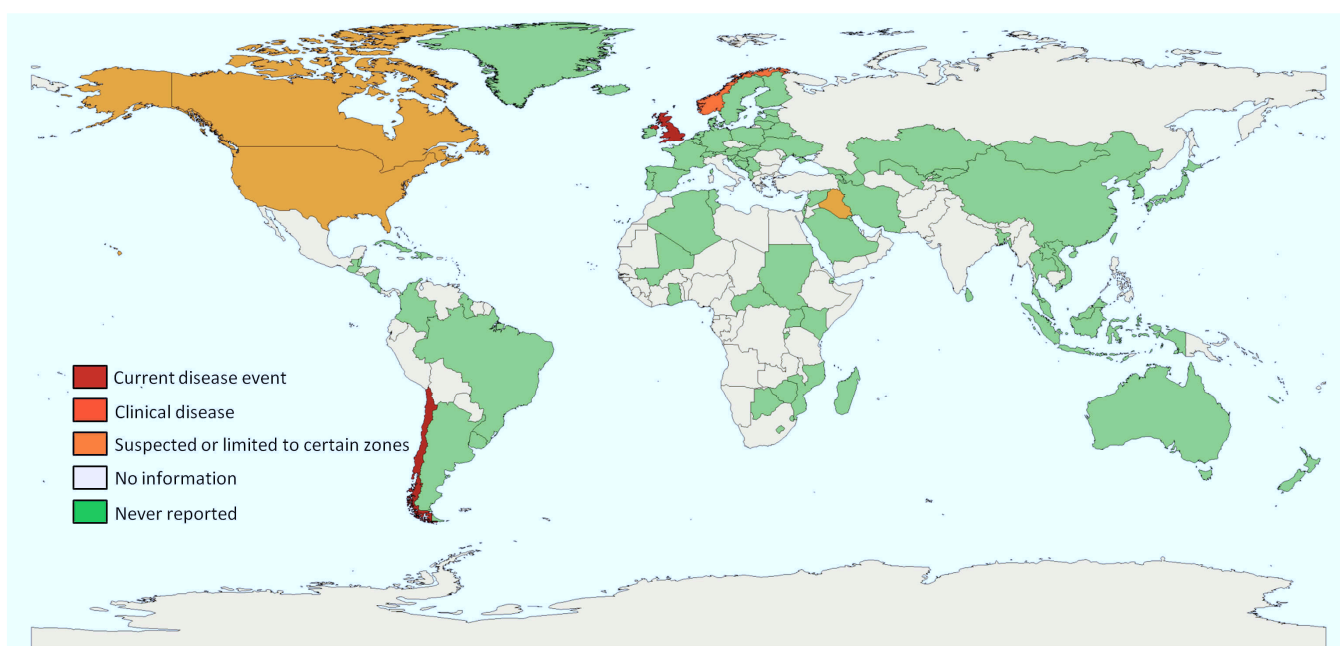 Current disease event
Clinical disease
Suspected or limited to certain zones
No information
Never reported